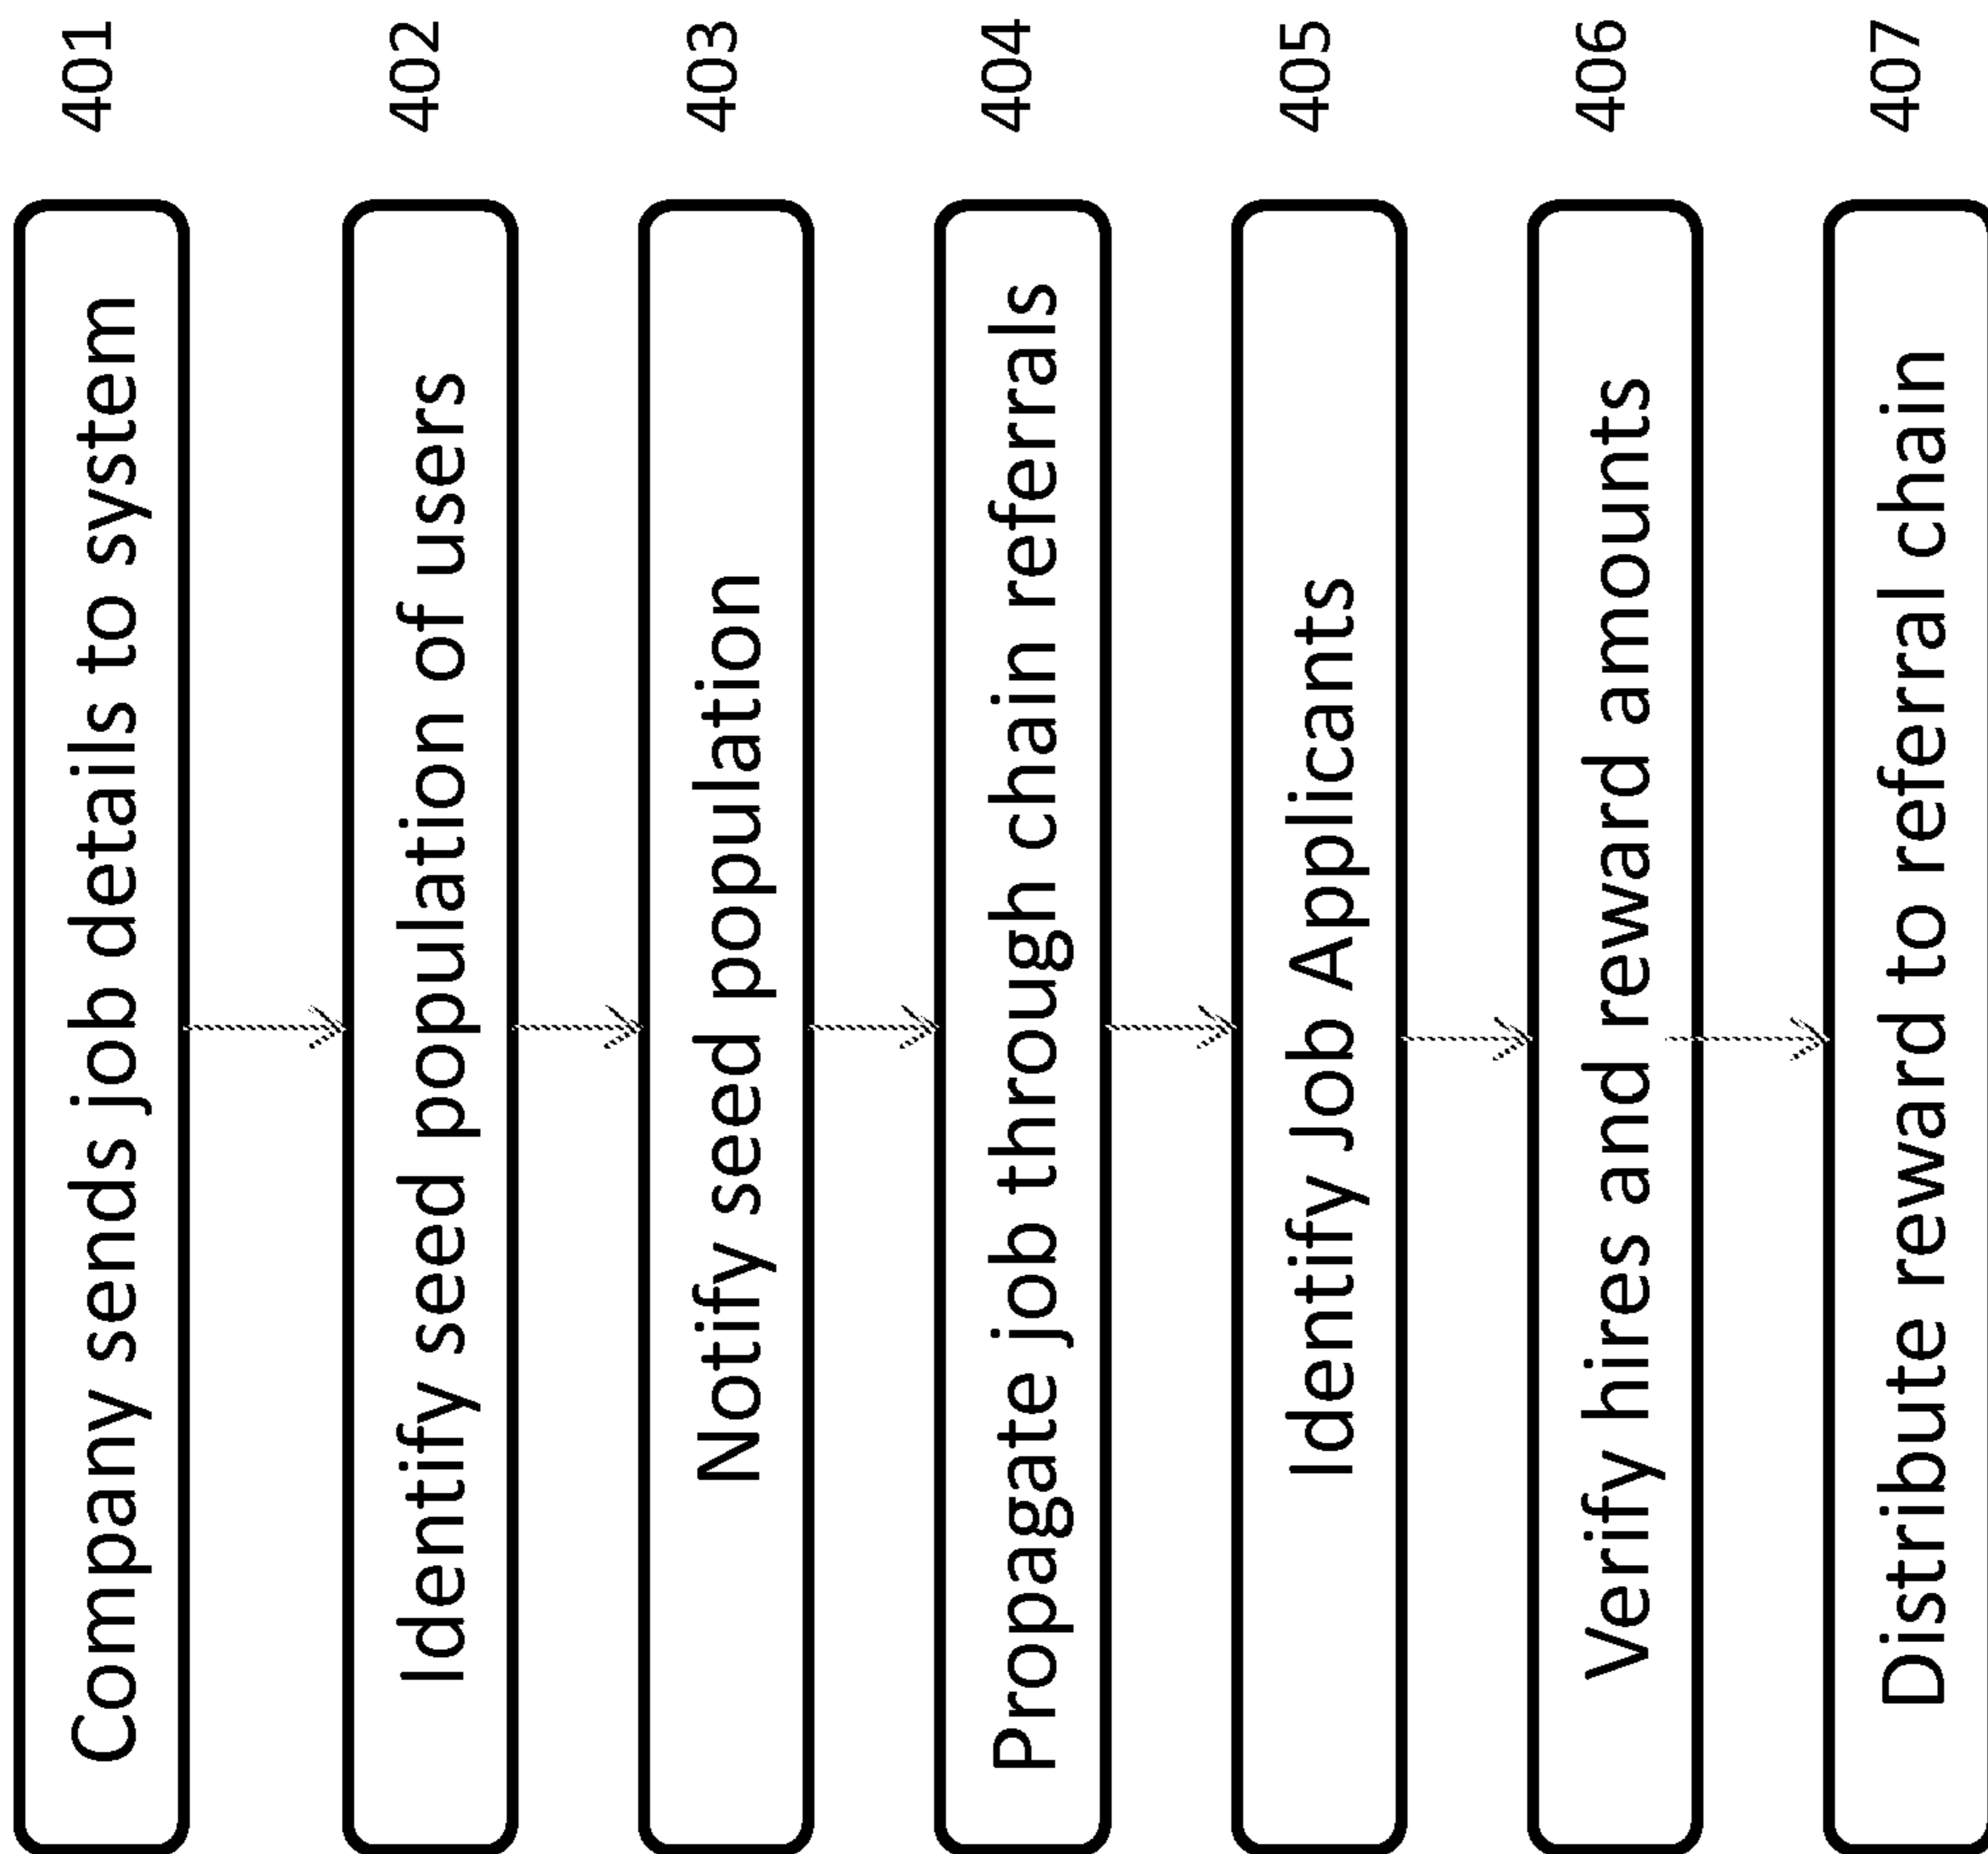 Company sends job details to system 401
Identify seed population of users 402
Notify seed population 403
Propagate job through chain referrals 404
Identify Job Applicants 405
Verify hires and reward amounts 406
Distribute reward to referral chain 407